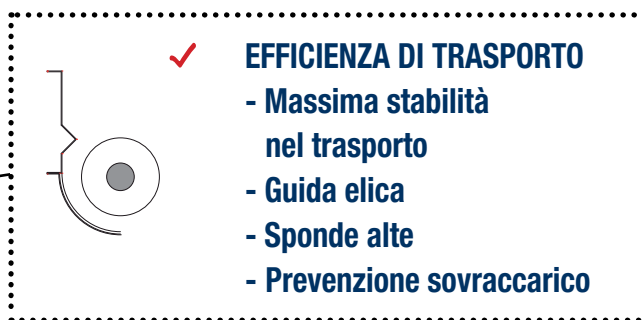 EFFICIENZA DI TRASPORTO
- Massima stabilità
nel trasporto
- Guida elica
- Sponde alte
- Prevenzione sovraccarico